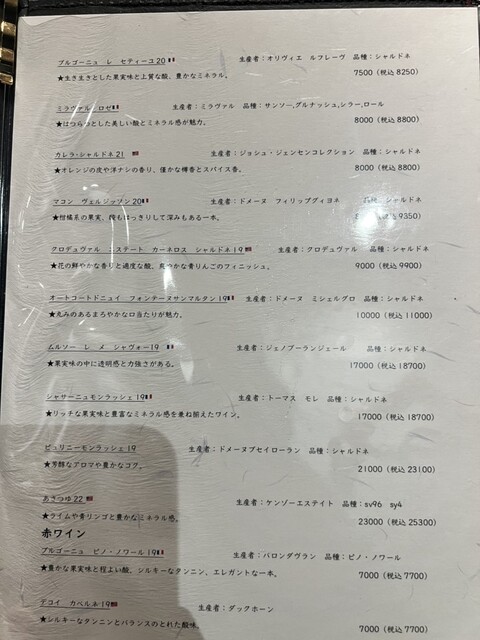 ブルゴーニュ　レ　セティーユ20　生産者：オリヴィエ　ルフレーヴ　品種：シャルドネ
★生き生きとした果実味と上質な酸、豊かなミネラル。　7500（税込 8250）
ミラヴァル　ロゼ　生産者：ミラヴァル　品種：サンソー,グルナッシュ,シラー,ロール
★はつらつとした美しい酸とミネラル感が魅力。　8000（税込 8800）
カレラ・シャルドネ 21　生産者：ジョシュ・ジェンセンコレクション　品種：シャルドネ
★オレンジの皮や洋ナシの香り、僅かな樽香とスパイス香。　8000（税込 8800）
マコン　ヴェルジッソン 20　生産者：ドメーヌ　フィリップグィヨネ　品種：シャルドネ
★柑橘系の果実、酸もはっきりして深みもある一本。　9350）
クロデュヴァル　エステート　カーネロス　シャルドネ 19　生産者：クロデュヴァル　品種：シャルドネ
★花の鮮やかな香りと適度な酸、爽やかな青りんごのフィニッシュ。　9000（税込 9900）
オートコートドニュイ　フォンテーヌサンマルタン 19　生産者：ドメーヌ　ミシェルグロ　品種：シャルドネ
★丸みのあるまろやかな口当たりが魅力。　10000（税込 11000）
ムルソー　レ　メ　シャヴォー19　生産者：ジェノブーランジェール　品種：シャルドネ
★果実味の中に透明感と力強さがある。　17000（税込 18700）
シャサーニュモンラッシェ 19　生産者：トーマス　モレ　品種：シャルドネ
★リッチな果実味と豊富なミネラル感を兼ね揃えたワイン。　17000（税込 18700）
ピュリニーモンラッシェ 19　生産者：ドメーヌプセイローラン　品種：シャルドネ
★芳醇なアロマや豊かなコク。　21000（税込 23100）
あさつゆ 22　生産者：ケンゾーエステイト　品種：sv96　sy4
★ライムや青リンゴと豊かなミネラル感。　23000（税込 25300）
赤ワイン
ブルゴーニュ　ピノ・ノワール 19　生産者：バロンダヴラン　品種：ピノ・ノワール
★豊かな果実味と程よい酸。シルキーなタンニン、エレガントな一本。　7000（税込 7700）
デコイ　カベルネ 19　生産者：ダックホーン
★シルキーなタンニンとバランスのとれた酸味。　7000（税込 7700）